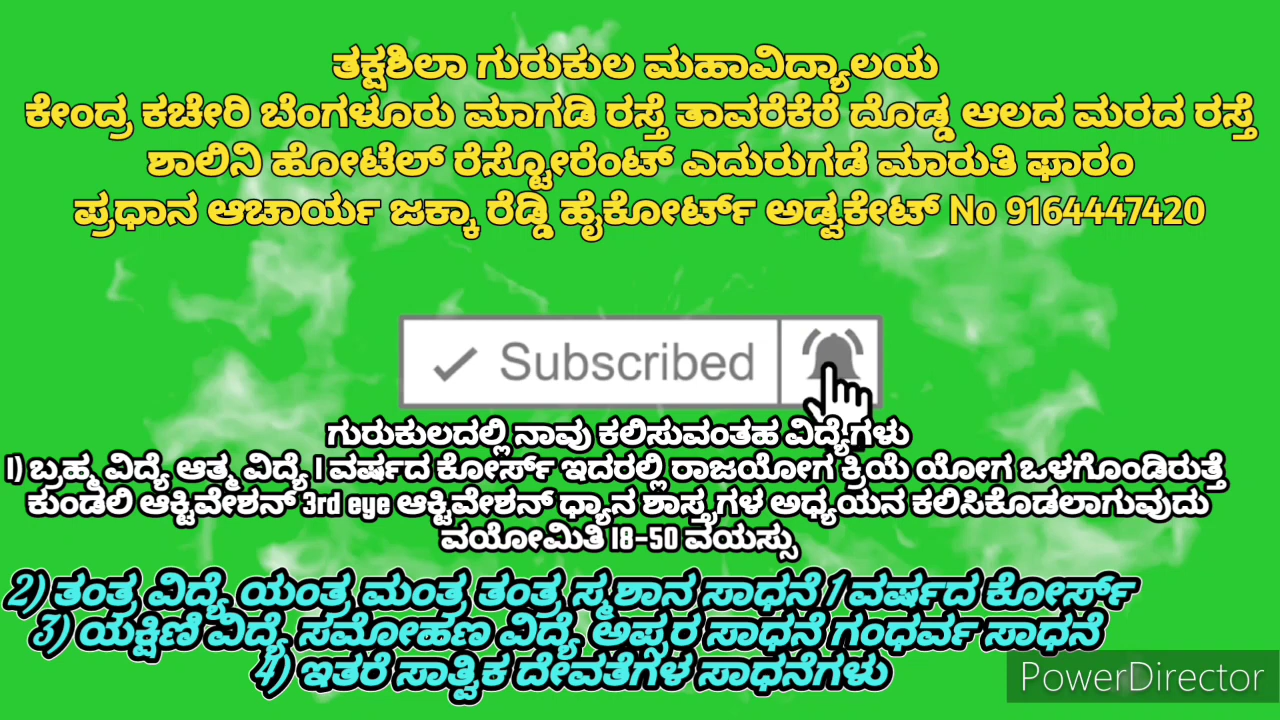 ತಕ್ಷಶಿಲಾ ಗುರುಕುಲ ಮಹಾವಿದ್ಯಾಲಯ
ಕೇಂದ್ರ ಕಚೇರಿ ಬೆಂಗಳೂರು ಮಾಗಡಿ ರಸ್ತೆ ತಾವರೆಕೆರೆ ದೊಡ್ಡ ಆಲದ ಮರದ ರಸ್ತೆ
ಶಾಲಿನಿ ಹೋಟೆಲ್ ರೆಸ್ಟೋರೆಂಟ್ ಎದುರುಗಡೆ ಮಾರುತಿ ಫಾರಂ
ಪ್ರಧಾನ ಆಚಾರ್ಯ ಜಕ್ಕಾ ರೆಡ್ಡಿ ಹೈಕೋರ್ಟ್ ಅಡ್ವಕೇಟ್ No 9164447420
Subscribed
ಗುರುಕುಲದಲ್ಲಿ ನಾವು ಕಲಿಸುವಂತಹ ವಿದ್ಯೆಗಳು
1) ಬ್ರಹ್ಮ ವಿದ್ಯೆ ಆತ್ಮ ವಿದ್ಯೆ 1 ವರ್ಷದ ಕೋರ್ಸ್ ಇದರಲ್ಲಿ ರಾಜಯೋಗ ಕ್ರಿಯೆ ಯೋಗ ಒಳಗೊಂಡಿರುತ್ತೆ
ಕುಂಡಲಿ ಆಕ್ಟಿವೇಶನ್ 3rd eye ಆಕ್ಟಿವೇಶನ್ ಧ್ಯಾನ ಶಾಸ್ತ್ರಗಳ ಅಧ್ಯಯನ ಕಲಿಸಿಕೊಡಲಾಗುವುದು
ವಯೋಮಿತಿ 18-50 ವಯಸ್ಸು
2) ತಂತ್ರ ವಿದ್ಯೆ ಯಂತ್ರ ಮಂತ್ರ ತಂತ್ರ ಸ್ಮಶಾನ ಸಾಧನೆ 1 ವರ್ಷದ ಕೋರ್ಸ್
3) ಯಕ್ಷಿಣಿ ವಿದ್ಯೆ ಸಮೋಹಣ ವಿದ್ಯೆ ಅಪ್ಸರ ಸಾಧನೆ ಗಂಧರ್ವ ಸಾಧನೆ
4) ಇತರೆ ಸಾತ್ವಿಕ ದೇವತೆಗಳ ಸಾಧನೆಗಳು
PowerDirector